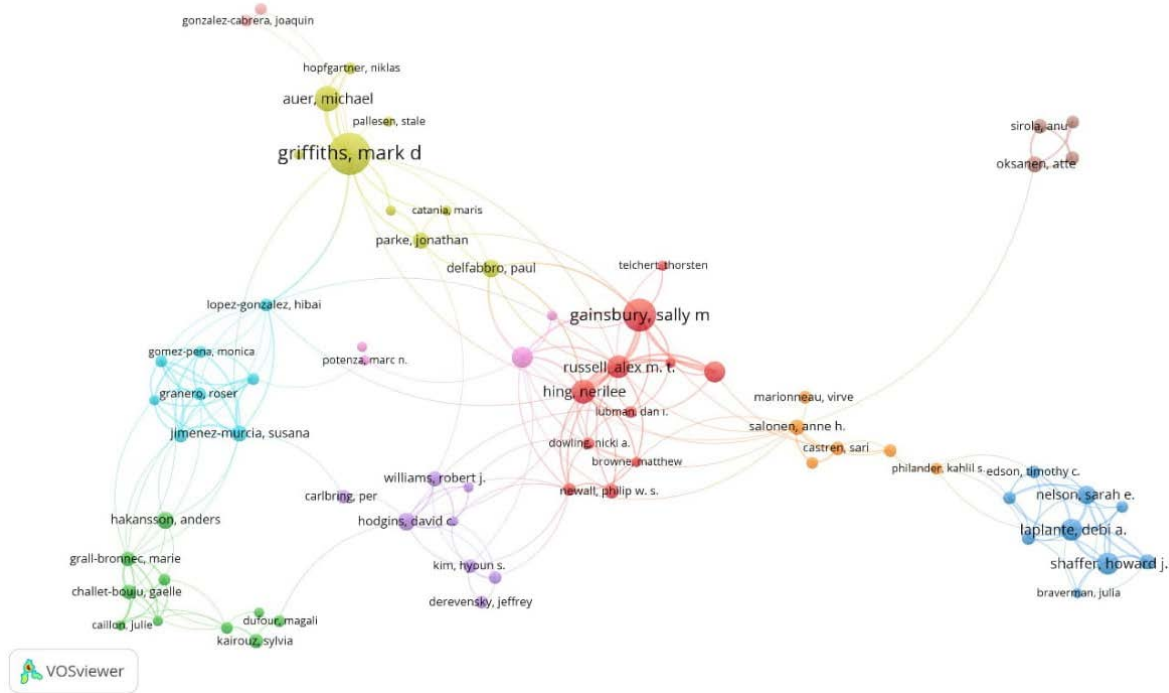 gonzalez-cabrera, joaquin
hopfgartner, niklas
auer, michael
pallesen, stale
griffiths, mark d
sirola, anu
oksanen, atte
catania, maris
parke, jonathan
delfabbro, paul
teichert, thorsten
lopez-gonzalez, hibai
gainsbury, sally m
gomez-pena, monica
potenza, marc n.
russell, alex m. t.
granero, roser
hing, nerilee
marionneau, virve
lubman, dan i.
salonen, anne h.
jimenez-murcia, susana
dowling, nicki a.
castren, sari
browne, matthew
philander, kahlil s.
edson, timothy c.
williams, robert j.
newall, philip w. s.
carlbring, per
nelson, sarah e.
hakansson, anders
hodgins, david c.
laplante, debi a.
grall-bronnec, marie
kim, hyoun s.
shaffer, howard j.
challet-bouju, gaelle
braverman, julia
derevensky, jeffrey
caillon, julie
dufour, magali
kairouz, sylvia
VOSviewer